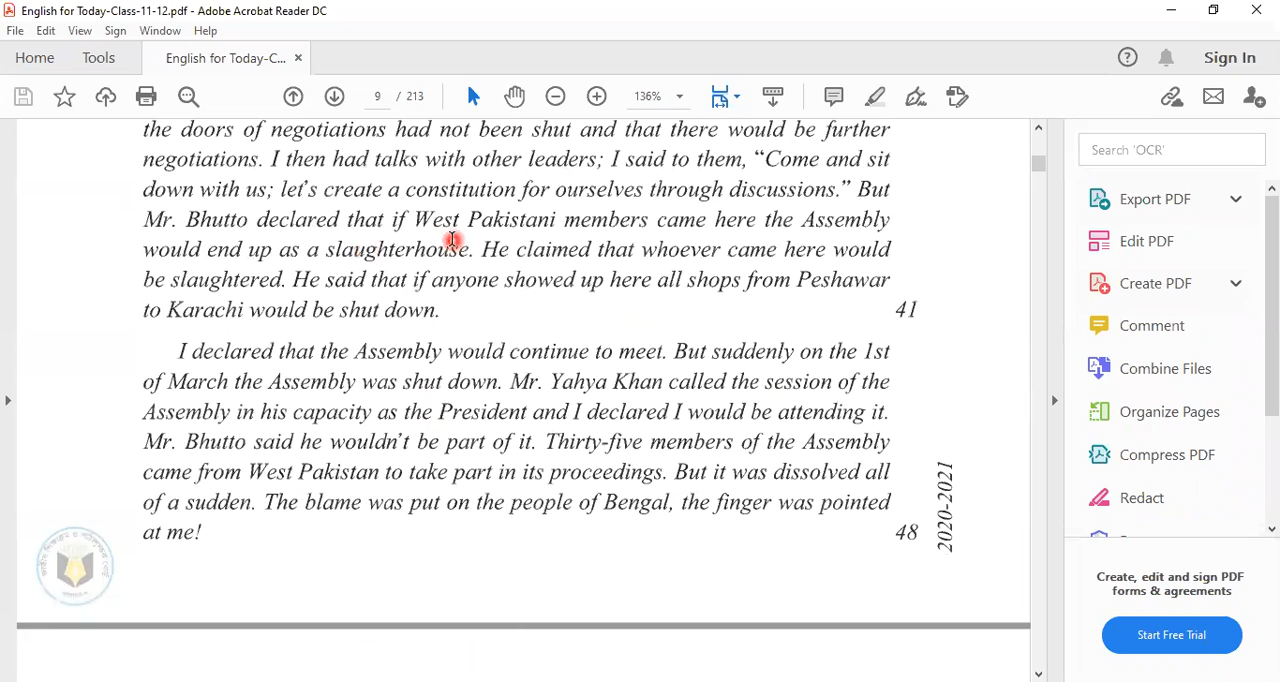 English for Today-Class-11-12.pdf - Adobe Acrobat Reader DC
File Edit View Sign Window Help
Home Tools English for Today-C... Sign In
9 / 213 136%
the doors of negotiations had not been shut and that there would be further
negotiations. I then had talks with other leaders; I said to them, “Come and sit
down with us; let’s create a constitution for ourselves through discussions.” But
Mr. Bhutto declared that if West Pakistani members came here the Assembly
would end up as a slaughterhouse. He claimed that whoever came here would
be slaughtered. He said that if anyone showed up here all shops from Peshawar
to Karachi would be shut down. 41
I declared that the Assembly would continue to meet. But suddenly on the 1st
of March the Assembly was shut down. Mr. Yahya Khan called the session of the
Assembly in his capacity as the President and I declared I would be attending it.
Mr. Bhutto said he wouldn’t be part of it. Thirty-five members of the Assembly
came from West Pakistan to take part in its proceedings. But it was dissolved all
of a sudden. The blame was put on the people of Bengal, the finger was pointed
at me! 48
2020-2021
Search 'OCR'
Export PDF
Edit PDF
Create PDF
Comment
Combine Files
Organize Pages
Compress PDF
Redact
Create, edit and sign PDF
forms & agreements
Start Free Trial